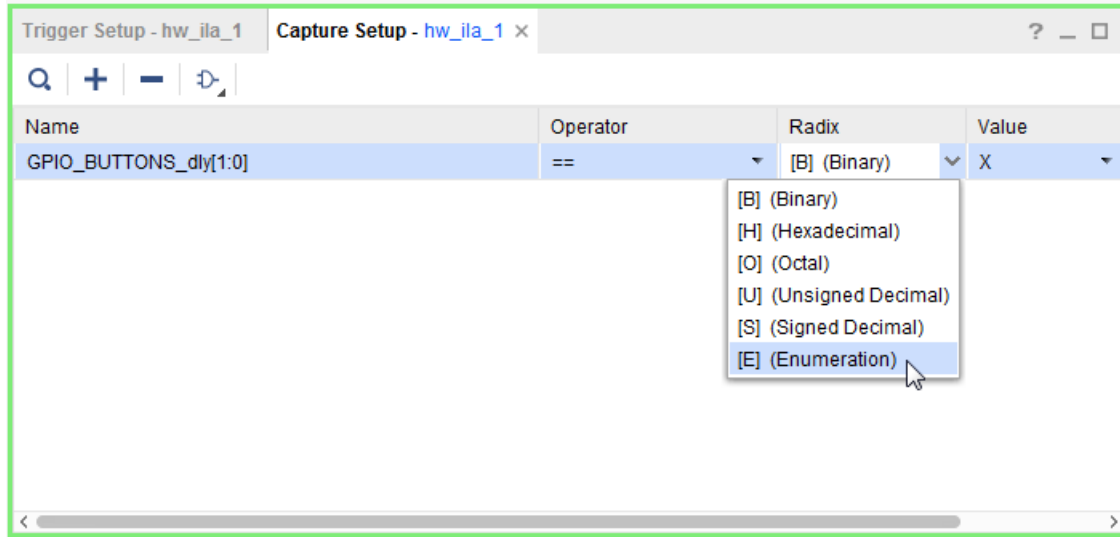 Trigger Setup - hw_ila_1 Capture Setup - hw_ila_1 × ? _ □
Name Operator Radix Value
GPIO_BUTTONS_dly[1:0] == [B] (Binary) X
[B] (Binary)
[H] (Hexadecimal)
[O] (Octal)
[U] (Unsigned Decimal)
[S] (Signed Decimal)
[E] (Enumeration)